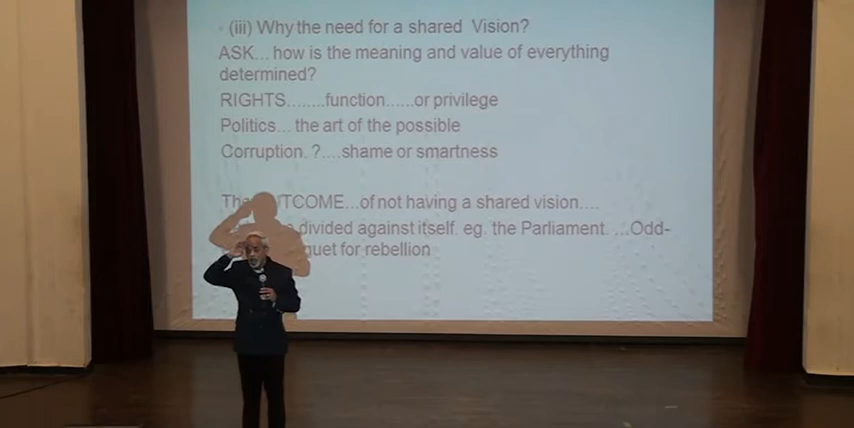 (iii) Why the need for a shared Vision?
ASK... how is the meaning and value of everything
determined?
RIGHTS........function......or privilege
Politics... the art of the possible
Corruption. ?....shame or smartness
TCOME...of not having a shared vision....
divided against itself. eg. the Parliament. ...Odd-
quet for rebellion